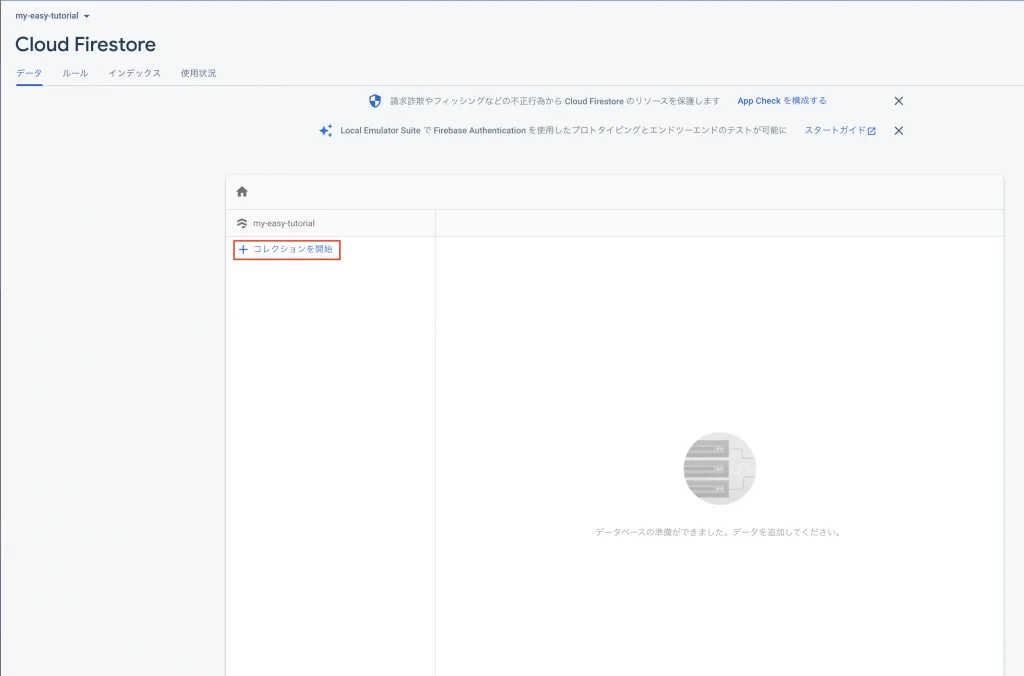 my-easy-tutorial
Cloud Firestore
データ ルール インデックス 使用状況
請求詐欺やフィッシングなどの不正行為から Cloud Firestore のリソースを保護します App Check を構成する
Local Emulator Suite で Firebase Authentication を使用したプロトタイピングとエンドツーエンドのテストが可能に スタートガイド
my-easy-tutorial
コレクションを開始
データベースの準備ができました。データを追加してください。